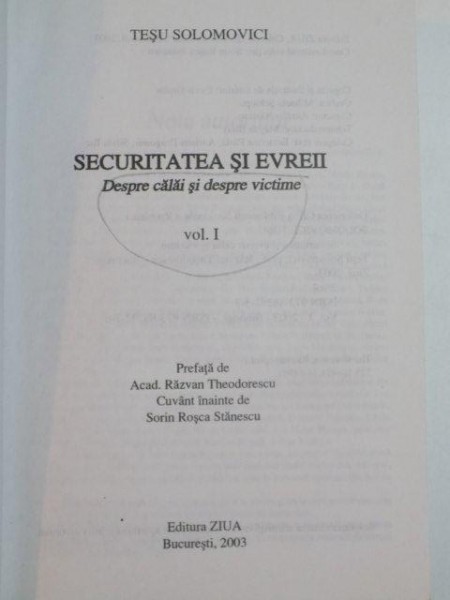 TEŞU SOLOMOVICI
SECURITATEA ŞI EVREII
Despre călăi şi despre victime
vol. I
Prefaţă de
Acad. Răzvan Theodorescu
Cuvânt înainte de
Sorin Roşca Stănescu
Editura ZIUA
Bucureşti, 2003